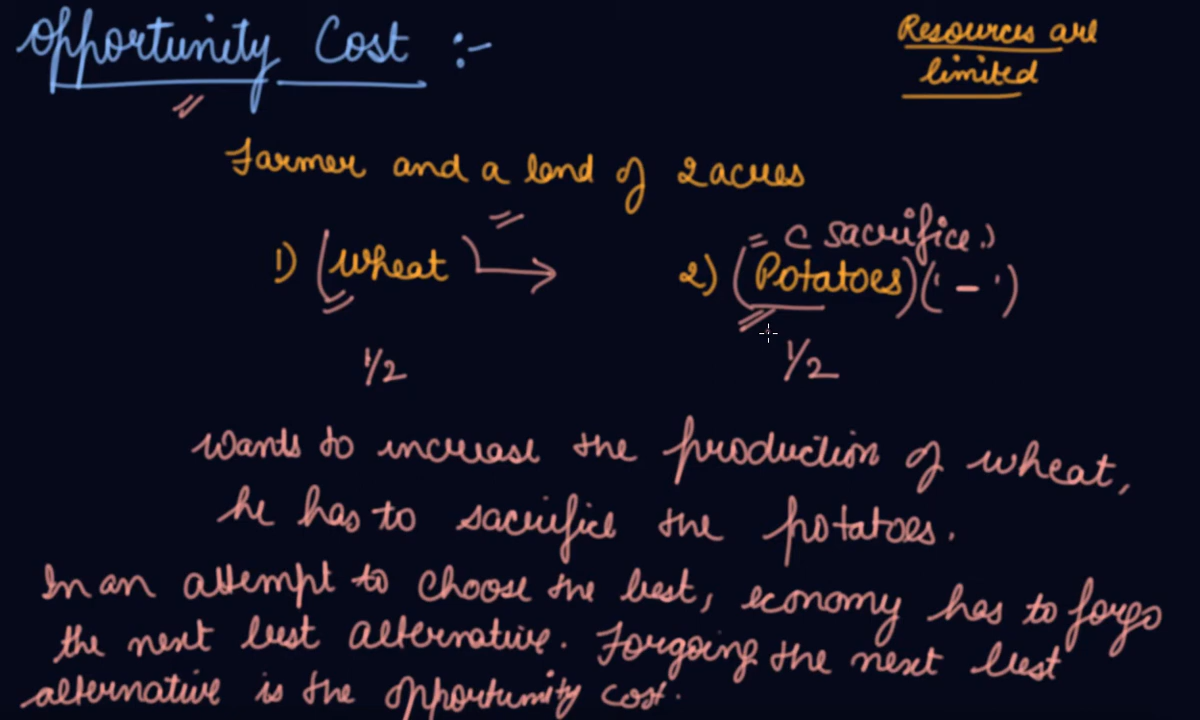 Opportunity Cost :-
Resources are
limited
Farmer and a land of 2 acres
= ( sacrifice.)
1) (Wheat
2) (Potatoes) (' - ')
1/2
1/2
wants to increase the production of wheat,
he has to sacrifice the potatoes.
In an attempt to choose the best, economy has to forgo
the next best alternative. Forgoing the next best
alternative is the opportunity cost.